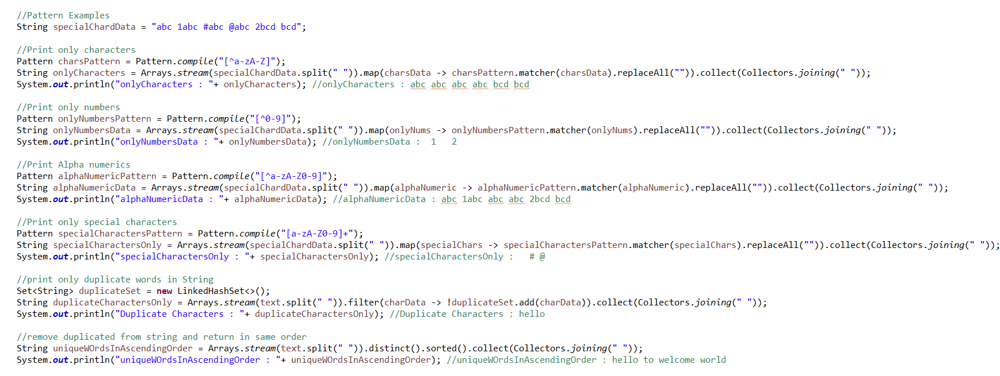 //Pattern Examples
String specialChardData = "abc 1abc #abc @abc 2bcd bcd";
//Print only characters
Pattern charsPattern = Pattern.compile("[^a-zA-Z]");
String onlyCharacters = Arrays.stream(specialChardData.split(" ")).map(charsData -> charsPattern.matcher(charsData).replaceAll("")).collect(Collectors.joining(" "));
System.out.println("onlyCharacters : "+ onlyCharacters); //onlyCharacters : abc abc abc abc bcd bcd
//Print only numbers
Pattern onlyNumbersPattern = Pattern.compile("[^0-9]");
String onlyNumbersData = Arrays.stream(specialChardData.split(" ")).map(onlyNums -> onlyNumbersPattern.matcher(onlyNums).replaceAll("")).collect(Collectors.joining(" "));
System.out.println("onlyNumbersData : "+ onlyNumbersData); //onlyNumbersData :  1   2
//Print Alpha numerics
Pattern alphaNumericPattern = Pattern.compile("[^a-zA-Z0-9]");
String alphaNumericData = Arrays.stream(specialChardData.split(" ")).map(alphaNumeric -> alphaNumericPattern.matcher(alphaNumeric).replaceAll("")).collect(Collectors.joining(" "));
System.out.println("alphaNumericData : "+ alphaNumericData); //alphaNumericData : abc 1abc abc abc 2bcd bcd
//Print only special characters
Pattern specialCharactersPattern = Pattern.compile("[a-zA-Z0-9]+");
String specialCharactersOnly = Arrays.stream(specialChardData.split(" ")).map(specialChars -> specialCharactersPattern.matcher(specialChars).replaceAll("")).collect(Collectors.joining(" "));
System.out.println("specialCharactersOnly : "+ specialCharactersOnly); //specialCharactersOnly :   # @
//print only duplicate words in String
Set<String> duplicateSet = new LinkedHashSet<>();
String duplicateCharactersOnly = Arrays.stream(text.split(" ")).filter(charData -> !duplicateSet.add(charData)).collect(Collectors.joining(" "));
System.out.println("Duplicate Characters : "+ duplicateCharactersOnly); //Duplicate Characters : hello
//remove duplicated from string and return in same order
String uniqueWOrdsInAscendingOrder = Arrays.stream(text.split(" ")).distinct().sorted().collect(Collectors.joining(" "));
System.out.println("uniqueWOrdsInAscendingOrder : "+ uniqueWOrdsInAscendingOrder); //uniqueWOrdsInAscendingOrder : hello to welcome world